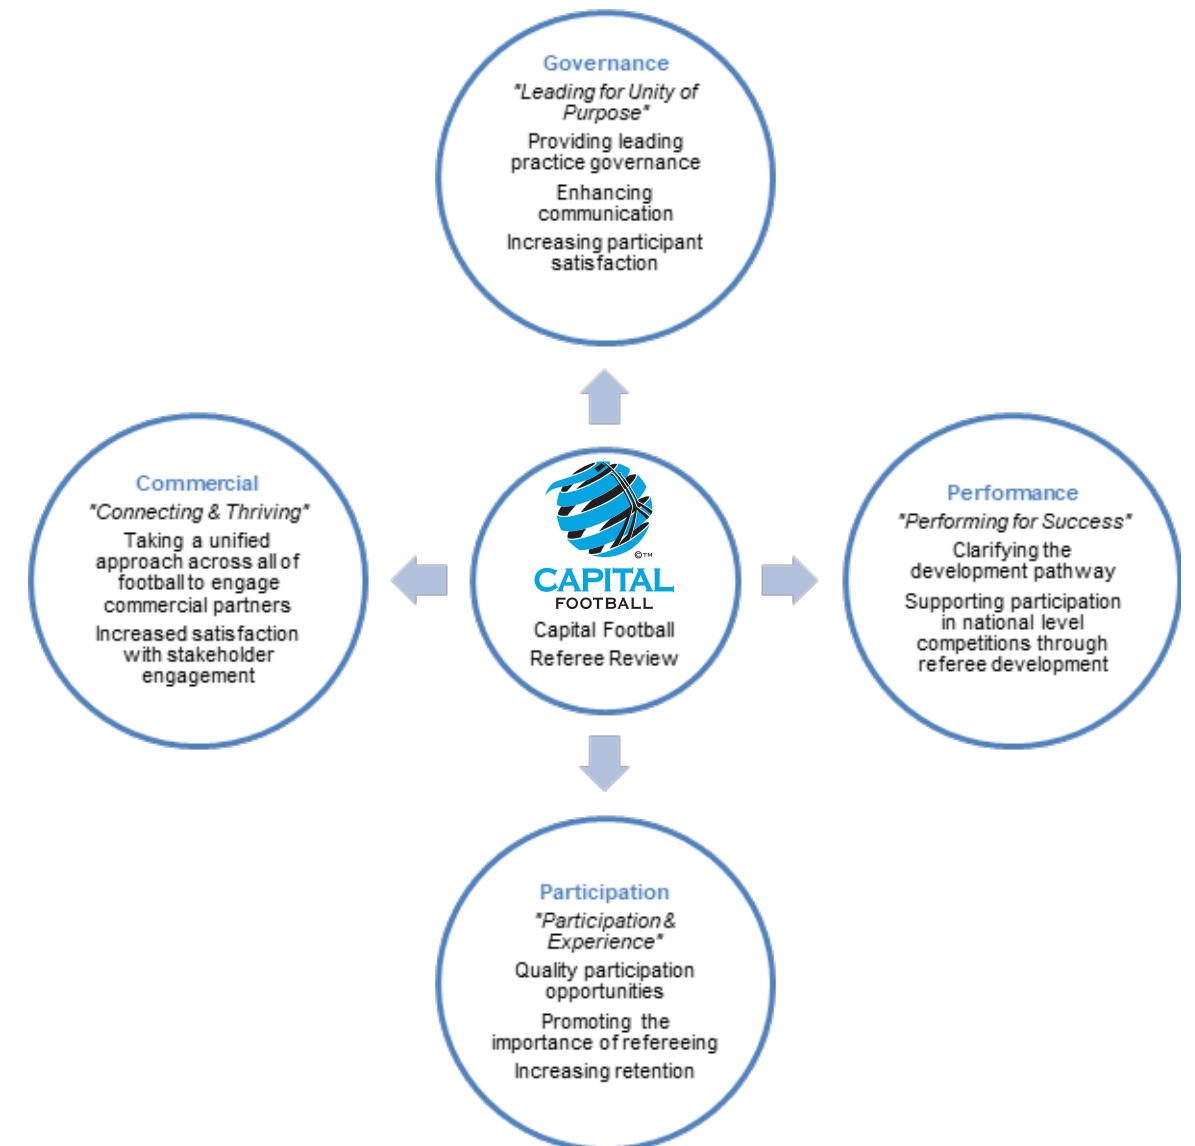 Governance
"Leading for Unity of
Purpose"
Providing leading
practice governance
Enhancing
communication
Increasing participant
satisfaction
Commercial
"Connecting & Thriving"
Taking a unified
approach across all of
football to engage
commercial partners
Increased satisfaction
with stakeholder
engagement
©™
CAPITAL
FOOTBALL
Capital Football
Referee Review
Performance
"Performing for Success"
Clarifying the
development pathway
Supporting participation
in national level
competitions through
referee development
Participation
"Participation &
Experience"
Quality participation
opportunities
Promoting the
importance of refereeing
Increasing retention